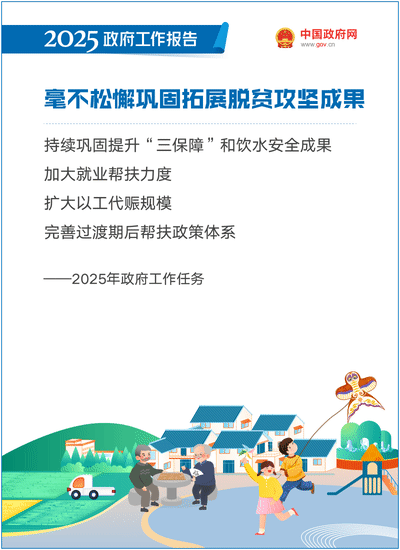 2025政府工作报告
中国政府网
www.gov.cn
毫不松懈巩固拓展脱贫攻坚成果
持续巩固提升“三保障”和饮水安全成果
加大就业帮扶力度
扩大以工代赈规模
完善过渡期后帮扶政策体系
——2025年政府工作任务